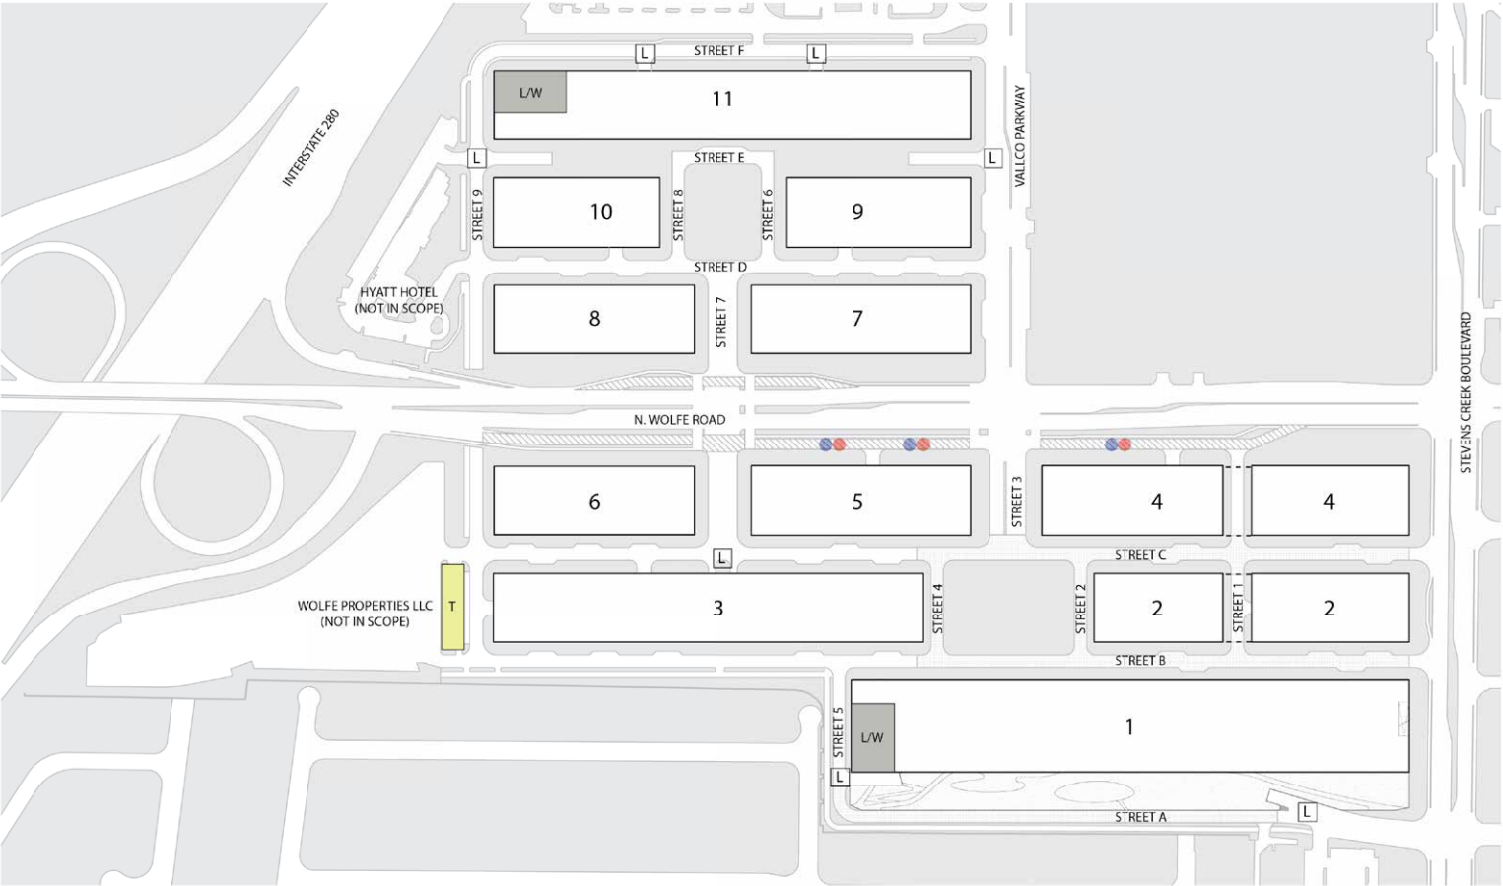 L
STREET F
L
L/W
11
INTERSTATE 280
VALLCO PARKWAY
L
STREET E
L
STREET 9
10
STREET 8
STREET 6
9
STREET D
HYATT HOTEL
(NOT IN SCOPE)
8
STREET 7
7
STEVENS CREEK BOULEVARD
N. WOLFE ROAD
6
5
STREET 3
4
4
L
STREET C
WOLFE PROPERTIES LLC
(NOT IN SCOPE)
T
3
STREET 4
STREET 2
2
STREET 1
2
STREET B
STREET 5
L/W
1
L
STREET A
L